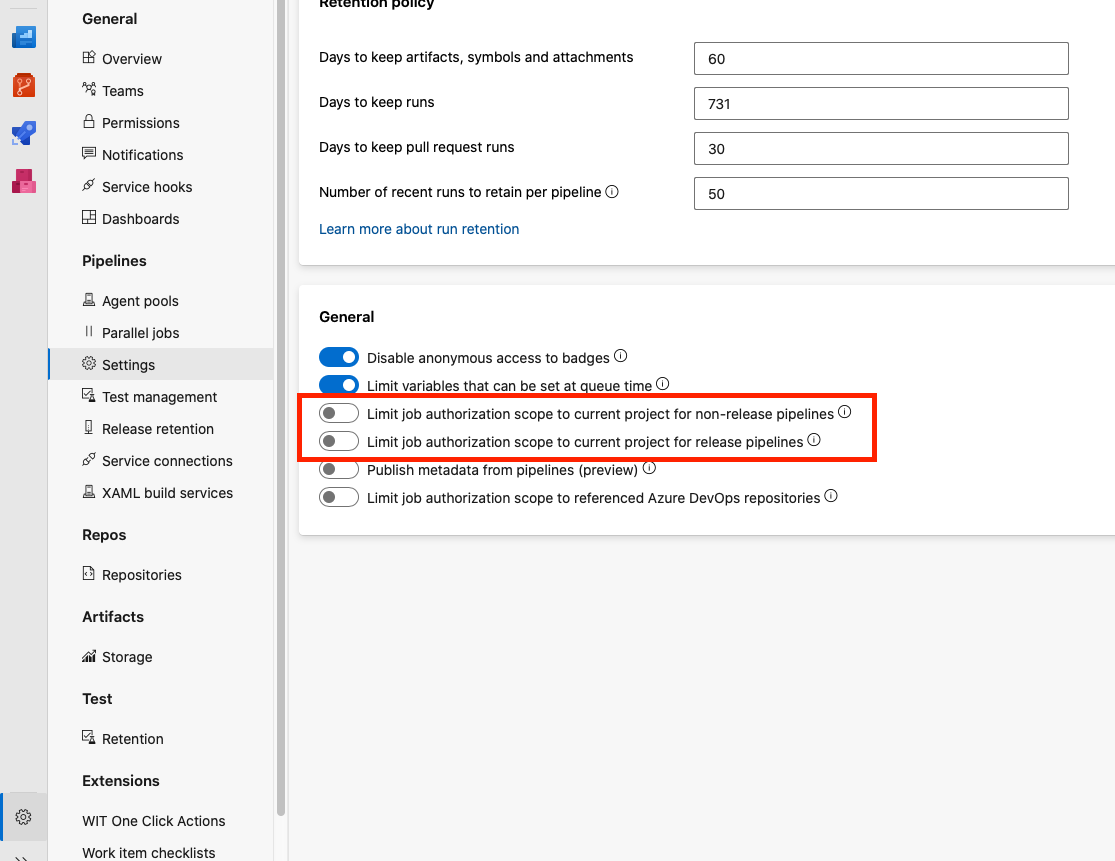 General
Overview
Teams
Permissions
Notifications
Service hooks
Dashboards
Pipelines
Agent pools
Parallel jobs
Settings
Test management
Release retention
Service connections
XAML build services
Repos
Repositories
Artifacts
Storage
Test
Retention
Extensions
WIT One Click Actions
Work item checklists
Retention policy
Days to keep artifacts, symbols and attachments
60
Days to keep runs
731
Days to keep pull request runs
30
Number of recent runs to retain per pipeline
50
Learn more about run retention
General
Disable anonymous access to badges
Limit variables that can be set at queue time
Limit job authorization scope to current project for non-release pipelines
Limit job authorization scope to current project for release pipelines
Publish metadata from pipelines (preview)
Limit job authorization scope to referenced Azure DevOps repositories